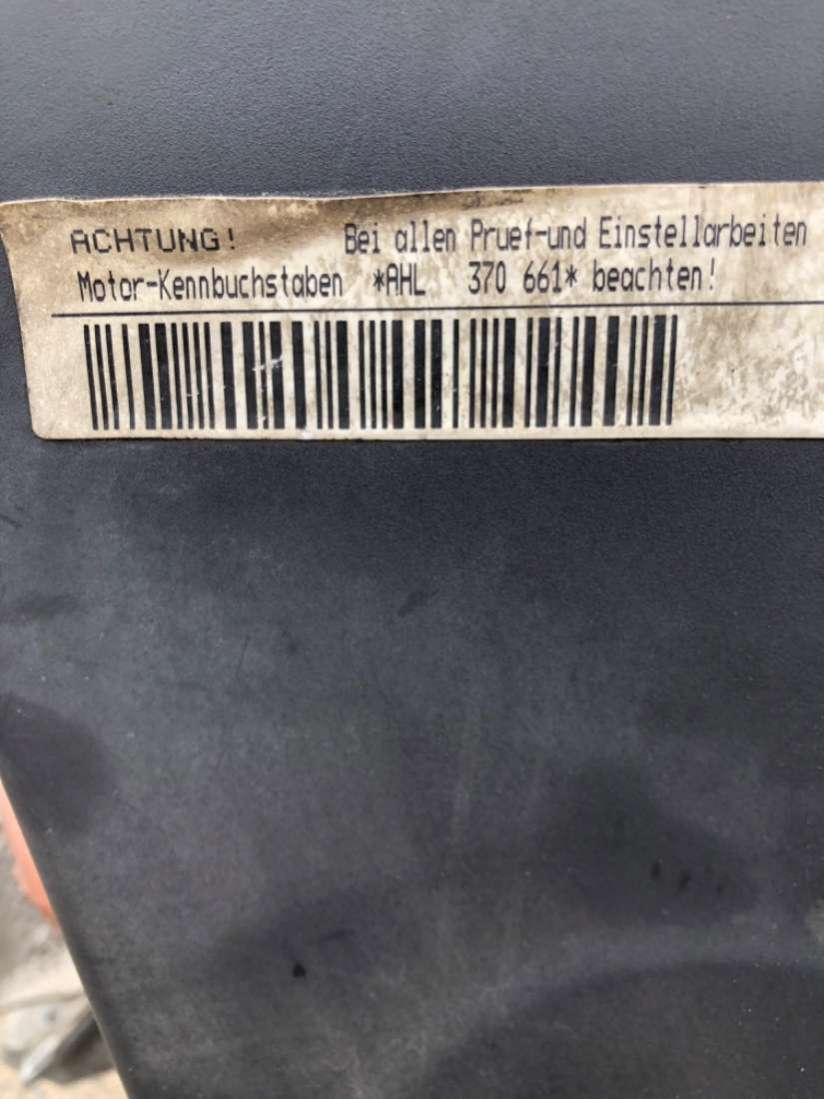 ACHTUNG! Bei allen Pruef-und Einstellarbeiten
Motor-Kennbuchstaben *AHL 370 661* beachten!